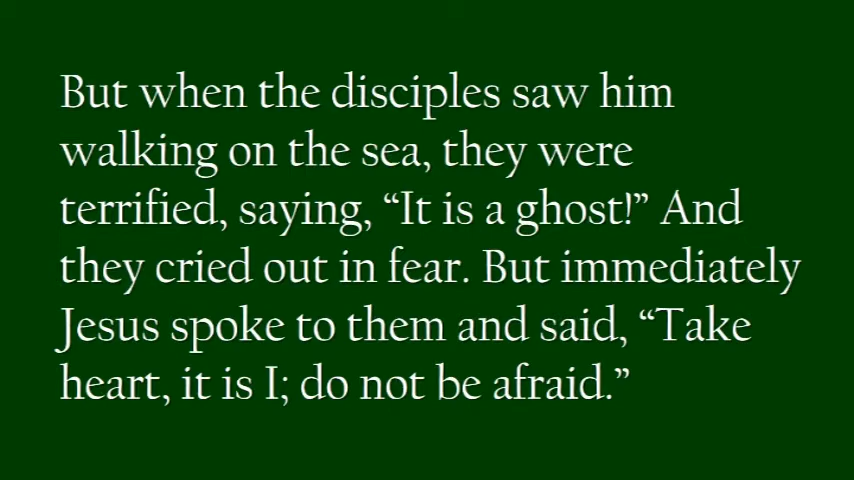 But when the disciples saw him
walking on the sea, they were
terrified, saying, “It is a ghost!” And
they cried out in fear. But immediately
Jesus spoke to them and said, “Take
heart, it is I; do not be afraid.”